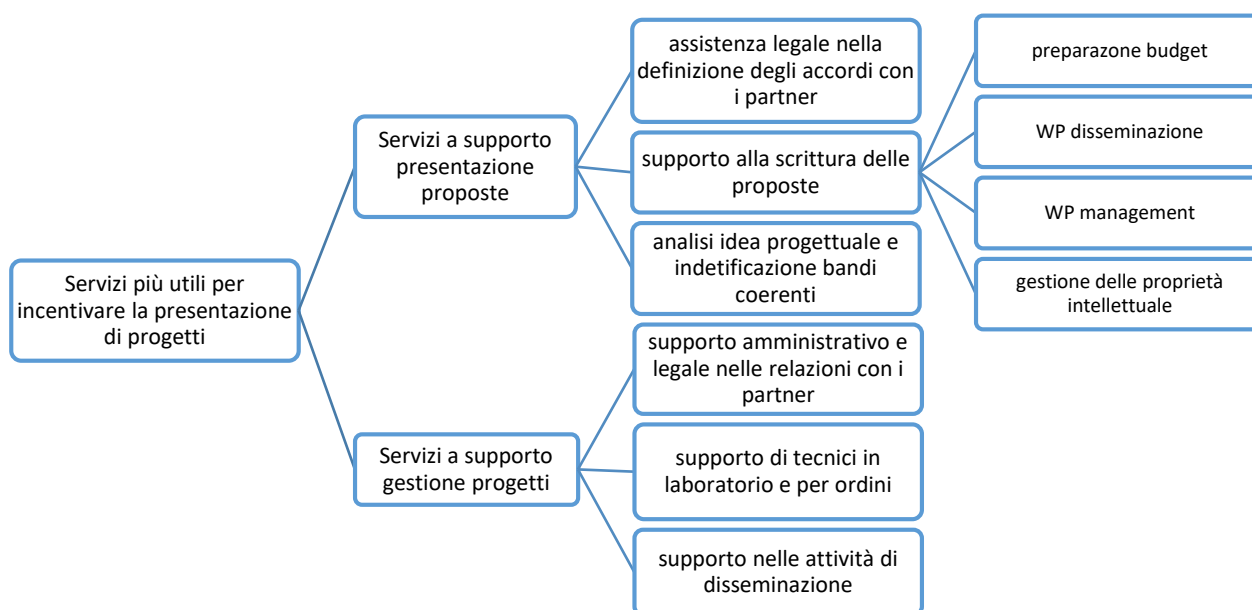 Servizi più utili per
incentivare la presentazione
di progetti
Servizi a supporto
presentazione
proposte
assistenza legale nella
definizione degli accordi con
i partner
supporto alla scrittura delle
proposte
preparazone budget
WP disseminazione
WP management
gestione delle proprietà
intellettuale
analisi idea progettuale e
indetificazione bandi
coerenti
Servizi a supporto
gestione progetti
supporto amministrativo e
legale nelle relazioni con i
partner
supporto di tecnici in
laboratorio e per ordini
supporto nelle attività di
disseminazione